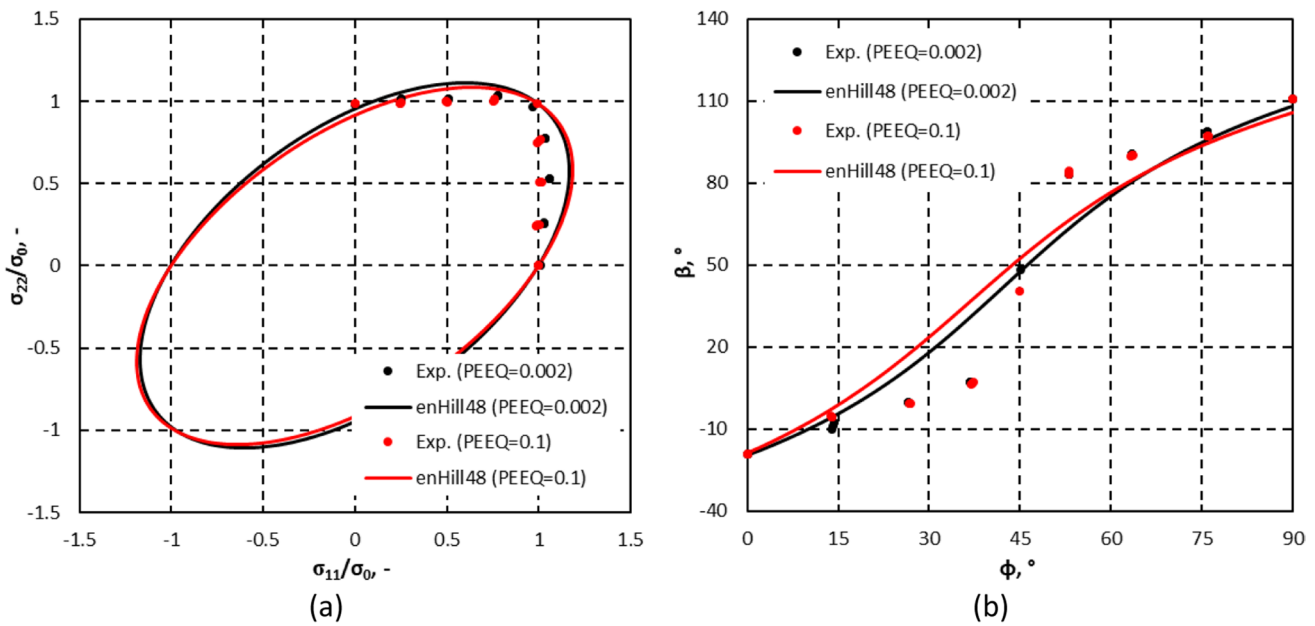 1.5
1
0.5
0
-0.5
-1
-1.5
-1.5
-1
-0.5
0
0.5
1
1.5
σ22/σ0, -
σ11/σ0, -
Exp. (PEEQ=0.002)
enHill48 (PEEQ=0.002)
Exp. (PEEQ=0.1)
enHill48 (PEEQ=0.1)
(a)
140
110
80
50
20
-10
-40
0
15
30
45
60
75
90
β, °
ϕ, °
Exp. (PEEQ=0.002)
enHill48 (PEEQ=0.002)
Exp. (PEEQ=0.1)
enHill48 (PEEQ=0.1)
(b)